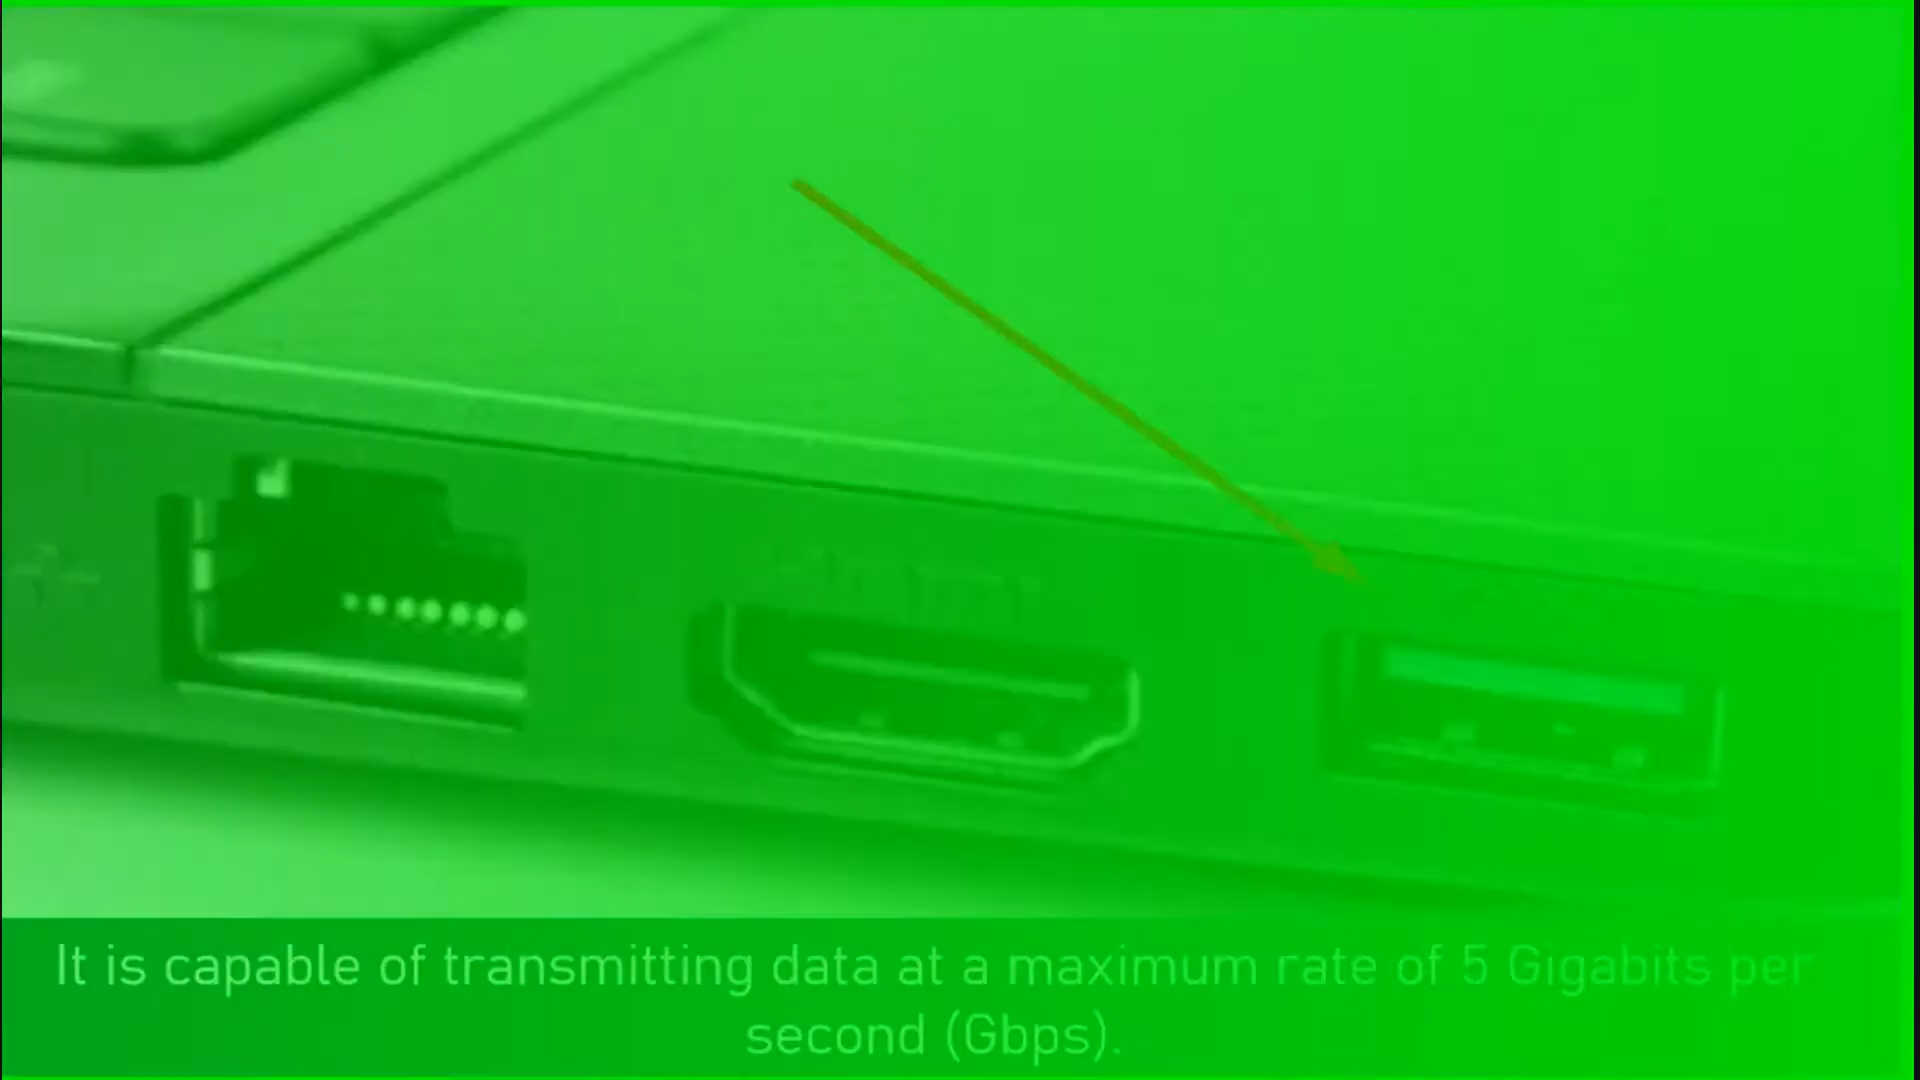 It is capable of transmitting data at a maximum rate of 5 Gigabits per
second (Gbps).